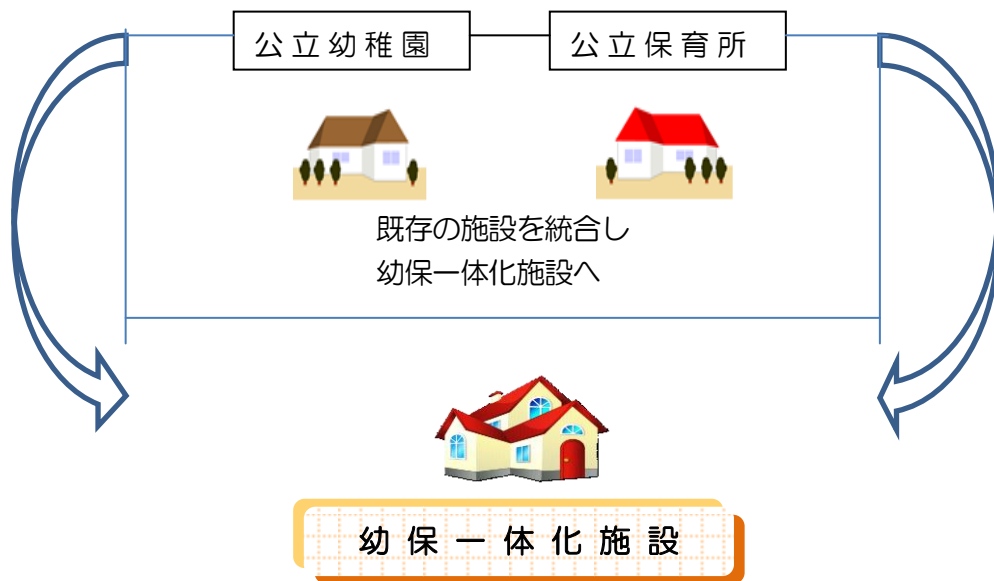 公立幼稚園
公立保育所
既存の施設を統合し
幼保一体化施設へ
幼保一体化施設